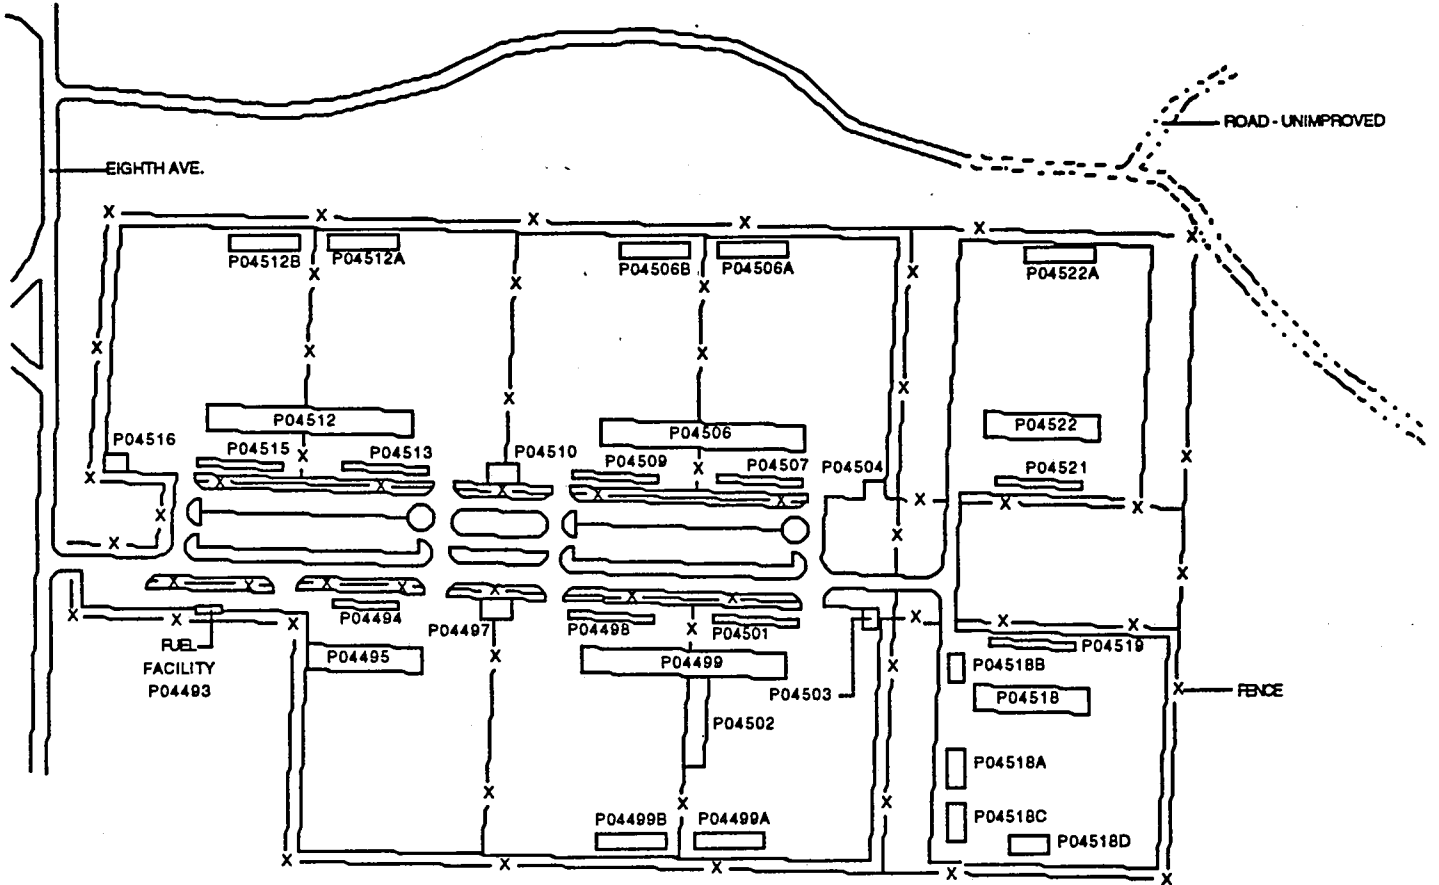 ROAD - UNIMPROVED
EIGHTH AVE.
P04512B
P04512A
P04506B
P04506A
P04522A
P04512
P04506
P04522
P04516
P04515
P04513
P04510
P04509
P04507
P04504
P04521
P04494
P04497
P04498
P04501
P04519
FUEL
FACILITY
P04493
P04495
P04499
P04503
P04518B
P04518
FENCE
P04502
P04518A
P04499B
P04499A
P04518C
P04518D